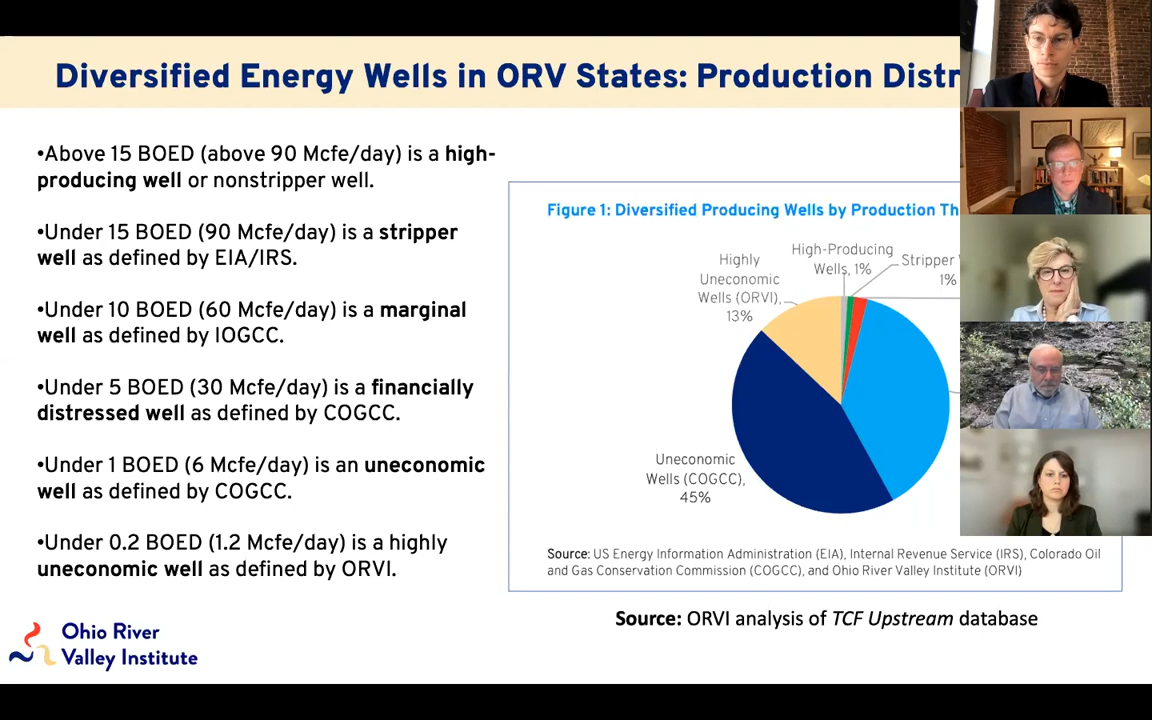 Diversified Energy Wells in ORV States: Production Distr
•Above 15 BOED (above 90 Mcfe/day) is a high-
producing well or nonstripper well.
•Under 15 BOED (90 Mcfe/day) is a stripper
well as defined by EIA/IRS.
•Under 10 BOED (60 Mcfe/day) is a marginal
well as defined by IOGCC.
•Under 5 BOED (30 Mcfe/day) is a financially
distressed well as defined by COGCC.
•Under 1 BOED (6 Mcfe/day) is an uneconomic
well as defined by COGCC.
•Under 0.2 BOED (1.2 Mcfe/day) is a highly
uneconomic well as defined by ORVI.
Figure 1: Diversified Producing Wells by Production Th
High-Producing
Wells, 1%
Stripper
1%
Highly
Uneconomic
Wells (ORVI),
13%
Uneconomic
Wells (COGCC),
45%
Source: US Energy Information Administration (EIA), Internal Revenue Service (IRS), Colorado Oil
and Gas Conservation Commission (COGCC), and Ohio River Valley Institute (ORVI)
Source: ORVI analysis of TCF Upstream database
Ohio River
Valley Institute